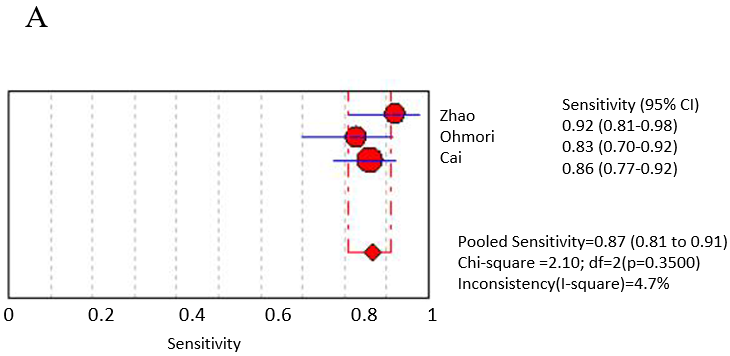 A
Zhao
Ohmori
Cai
Sensitivity (95% CI)
0.92 (0.81-0.98)
0.83 (0.70-0.92)
0.86 (0.77-0.92)
Pooled Sensitivity=0.87 (0.81 to 0.91)
Chi-square =2.10; df=2(p=0.3500)
Inconsistency(I-square)=4.7%
0 0.2 0.4 0.6 0.8 1
Sensitivity